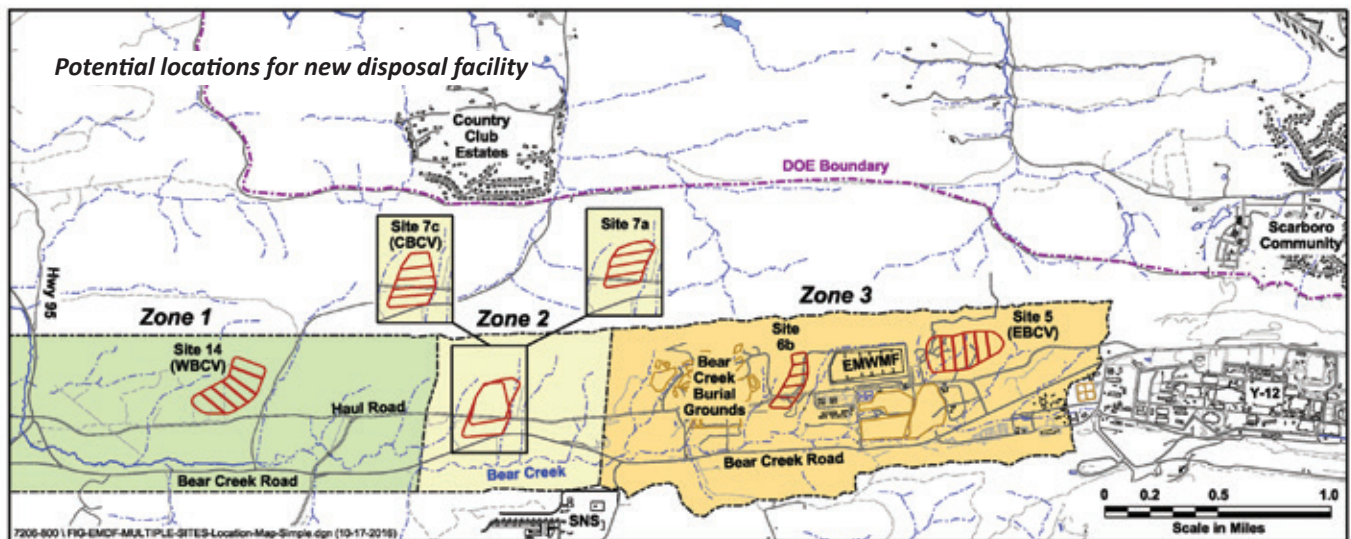 Potential locations for new disposal facility
Country
Club
Estates
DOE Boundary
Scarboro
Community
Site 7c
(CBCV)
Site 7a
Hwy 95
Zone 1
Zone 2
Zone 3
Site 14
(WBCV)
Site
6b
Site 5
(EBCV)
EMWMF
Bear
Creek
Burial
Grounds
Haul Road
Y-12
Bear Creek
Bear Creek Road
Bear Creek Road
SNS
0 0.2 0.5 1.0
Scale in Miles
7206-800 \ FIG-EMDF-MULTIPLE-SITES-Location-Map-Simple.dgn (10-17-2016)